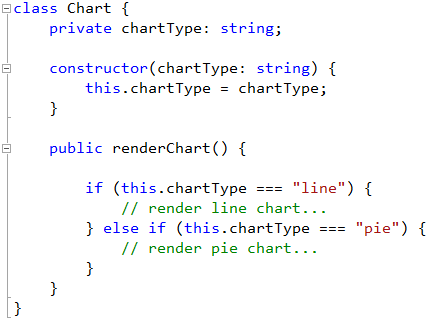 class Chart {
    private chartType: string;

    constructor(chartType: string) {
        this.chartType = chartType;
    }

    public renderChart() {

        if (this.chartType === "line") {
            // render line chart...
        } else if (this.chartType === "pie") {
            // render pie chart...
        }
    }
}